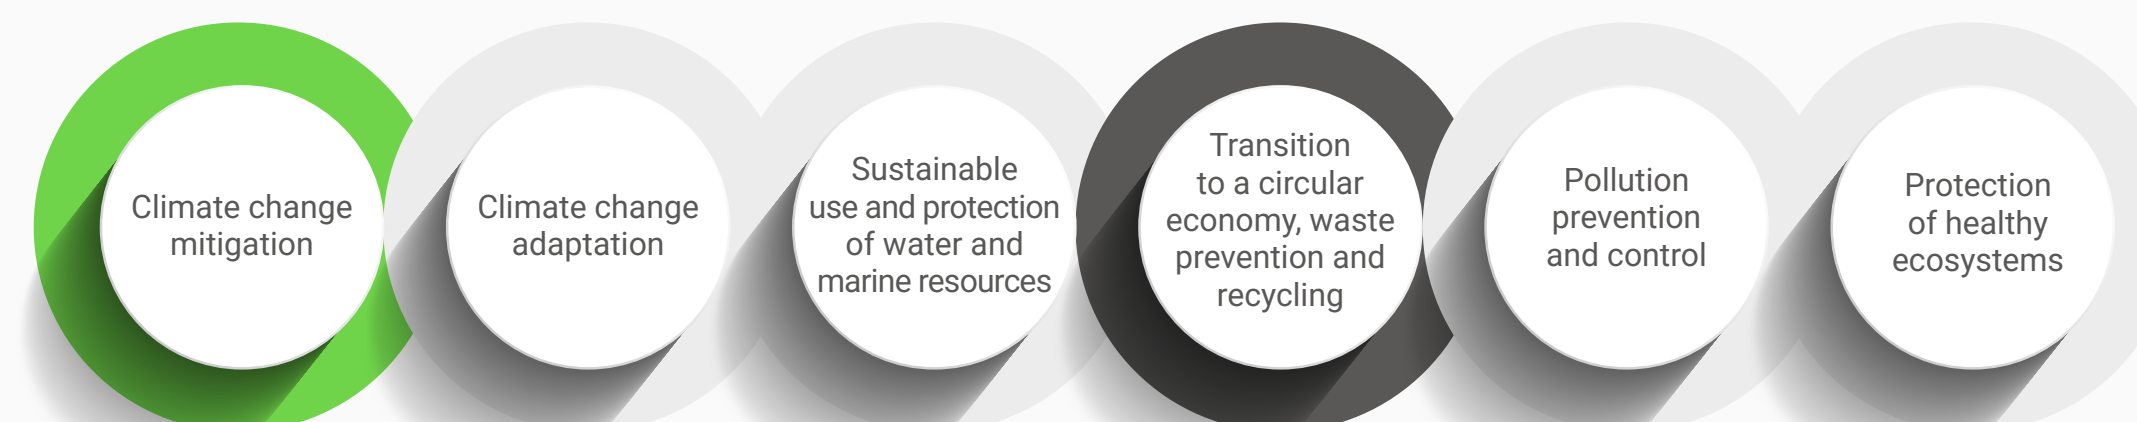 Climate change
mitigation
Climate change
adaptation
Sustainable
use and protection
of water and
marine resources
Transition
to a circular
economy, waste
prevention and
recycling
Pollution
prevention
and control
Protection
of healthy
ecosystems